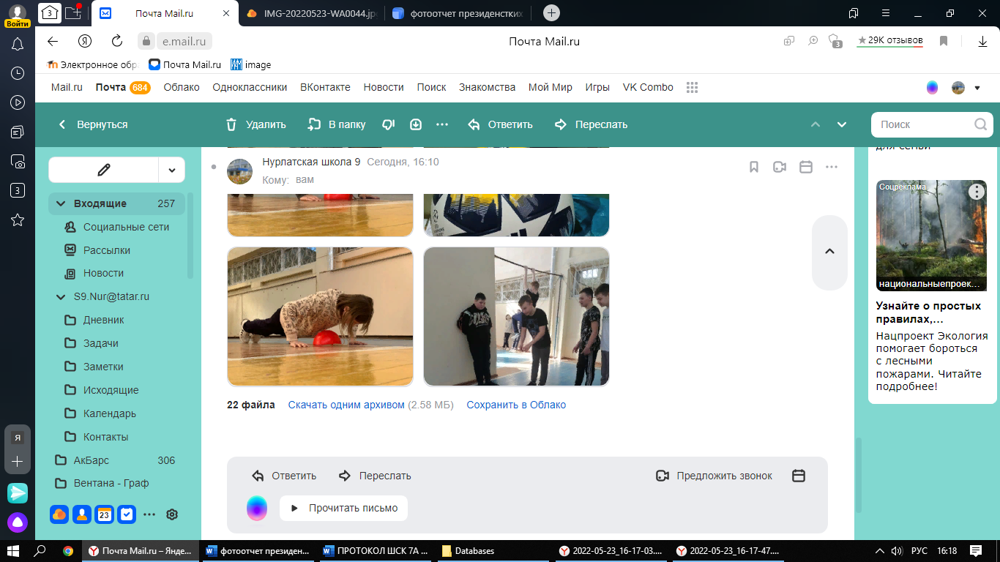 Войти
Почта Mail.ru
IMG-20220523-WA0044.jp
фотоотчет президенстких
e.mail.ru
Почта Mail.ru
3
★29K отзывов
Электронное обра
Почта Mail.ru
image
Mail.ru
Почта 684
Облако
Одноклассники
ВКонтакте
Новости
Поиск
Знакомства
Мой Мир
Игры
VK Combo
Вернуться
Удалить
В папку
Ответить
Переслать
Поиск
для семьи
Нурлатская школа 9 Сегодня, 16:10
Кому: вам
Входящие 257
Социальные сети
Рассылки
Новости
S9.Nur@tatar.ru
Дневник
Задачи
Заметки
Исходящие
Календарь
Контакты
АкБарс 306
Вентана - Граф
23
22 файла Скачать одним архивом (2.58 МБ) Сохранить в Облако
Ответить
Переслать
Предложить звонок
Прочитать письмо
Соцреклама
национальныепроек...
Узнайте о простых
правилах,...
Нацпроект Экология
помогает бороться
с лесными
пожарами. Читайте
подробнее!
3
3
Я
Почта Mail.ru – Янде...
фотоотчет президен...
ПРОТОКОЛ ШСК 7А ...
Databases
2022-05-23_16-17-03....
2022-05-23_16-17-47....
РУС
16:18